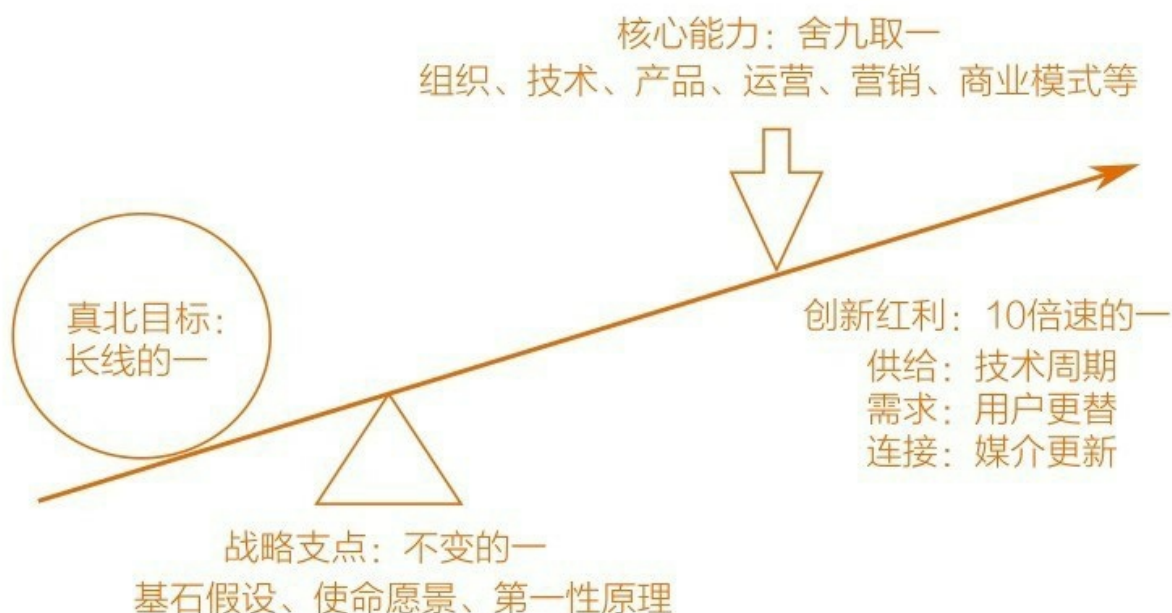 核心能力：舍九取一
组织、技术、产品、运营、营销、商业模式等
真北目标：
长线的一
创新红利：10倍速的一
供给：技术周期
需求：用户更替
连接：媒介更新
战略支点：不变的一
基石假设、使命愿景、第一性原理